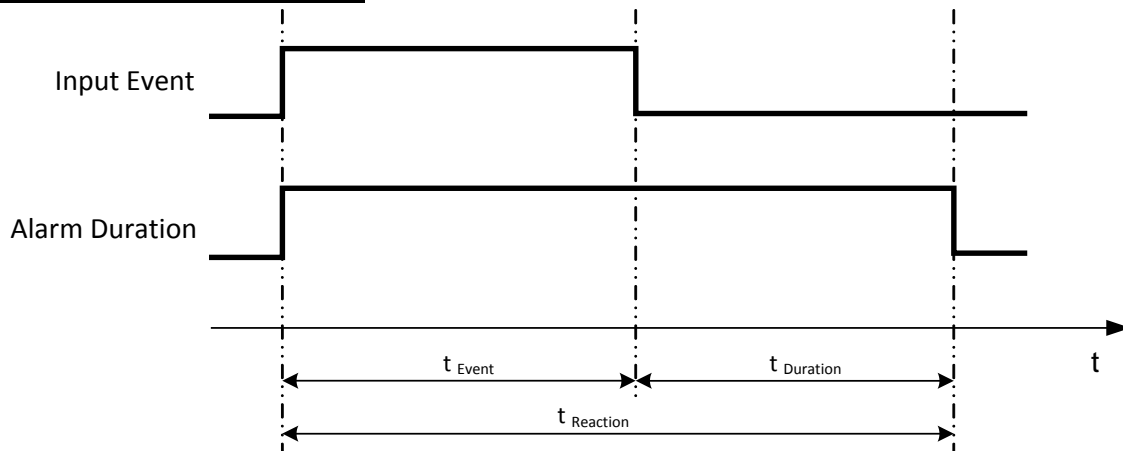 Input Event
Alarm Duration
t
t Event
t Duration
t Reaction